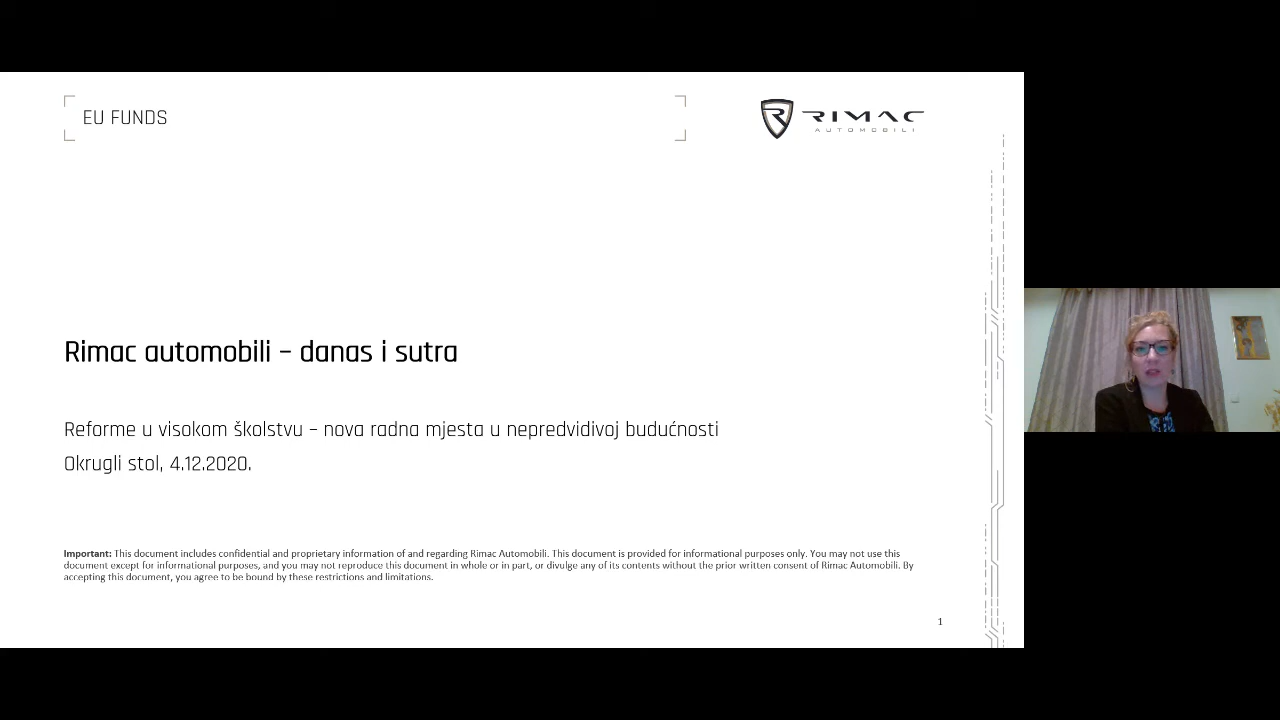 EU FUNDS
RIMAC
AUTOMOBILI
Rimac automobili – danas i sutra
Reforme u visokom školstvu – nova radna mjesta u nepredvidivoj budućnosti
Okrugli stol, 4.12.2020.
Important: This document includes confidential and proprietary information of and regarding Rimac Automobili. This document is provided for informational purposes only. You may not use this
document except for informational purposes, and you may not reproduce this document in whole or in part, or divulge any of its contents without the prior written consent of Rimac Automobili. By
accepting this document, you agree to be bound by these restrictions and limitations.
1